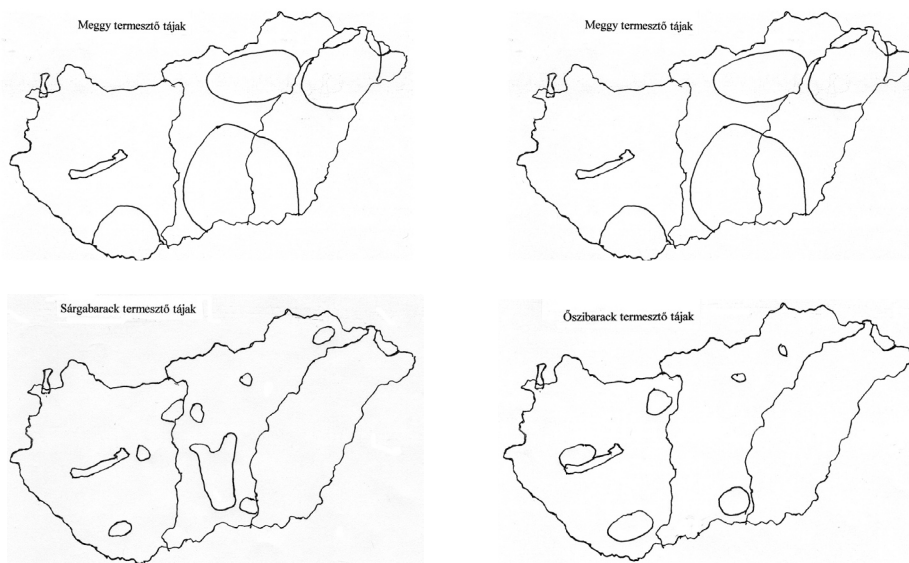 Meggy termesztő tájak
Meggy termesztő tájak
Sárgabarack termesztő tájak
Őszibarack termesztő tájak